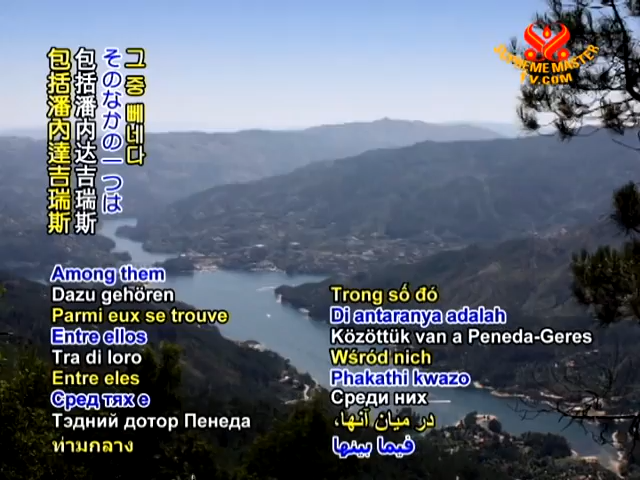 SUPREME MASTER
TV.COM
그 중 뻬네다
そのなかの一つは
包括潘内达吉瑞斯
包括潘內達吉瑞斯
Among them
Dazu gehören
Parmi eux se trouve
Entre ellos
Tra di loro
Entre eles
Сред тях е
Тэдний дотор Пенеда
ท่ามกลาง
Trong số đó
Di antaranya adalah
Közöttük van a Peneda-Geres
Wśród nich
Phakathi kwazo
Среди них
در میان آنها،
فيما بينها